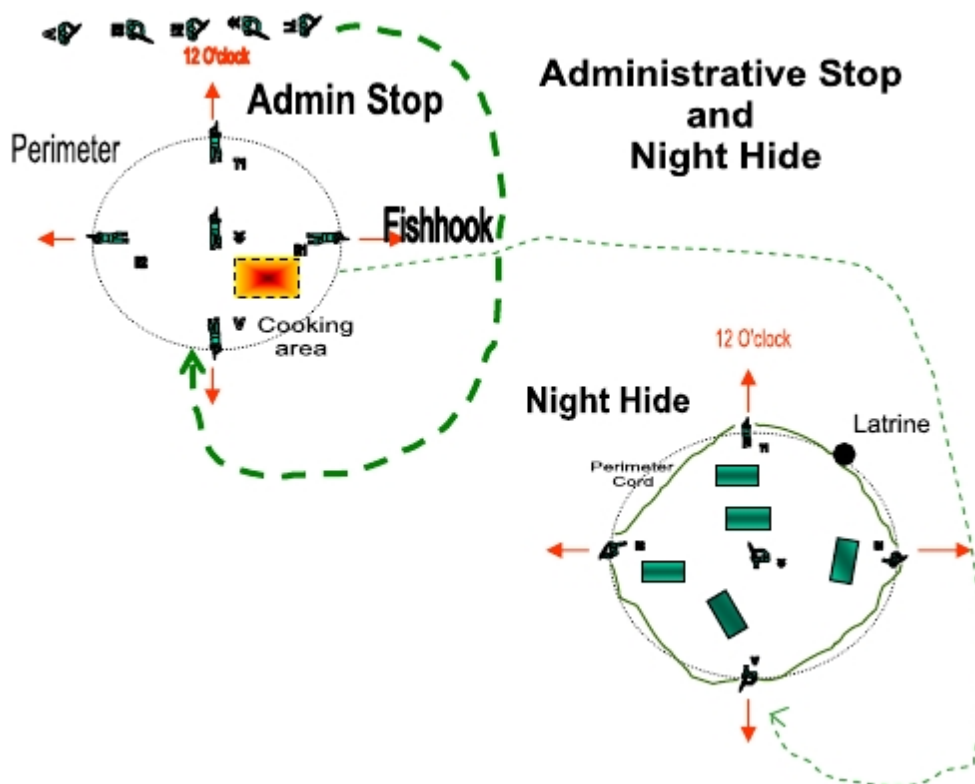 12 O'clock
Admin Stop
Administrative Stop
and
Night Hide
Perimeter
Fishhook
Cooking
area
12 O'clock
Night Hide
Latrine
Perimeter
Cord